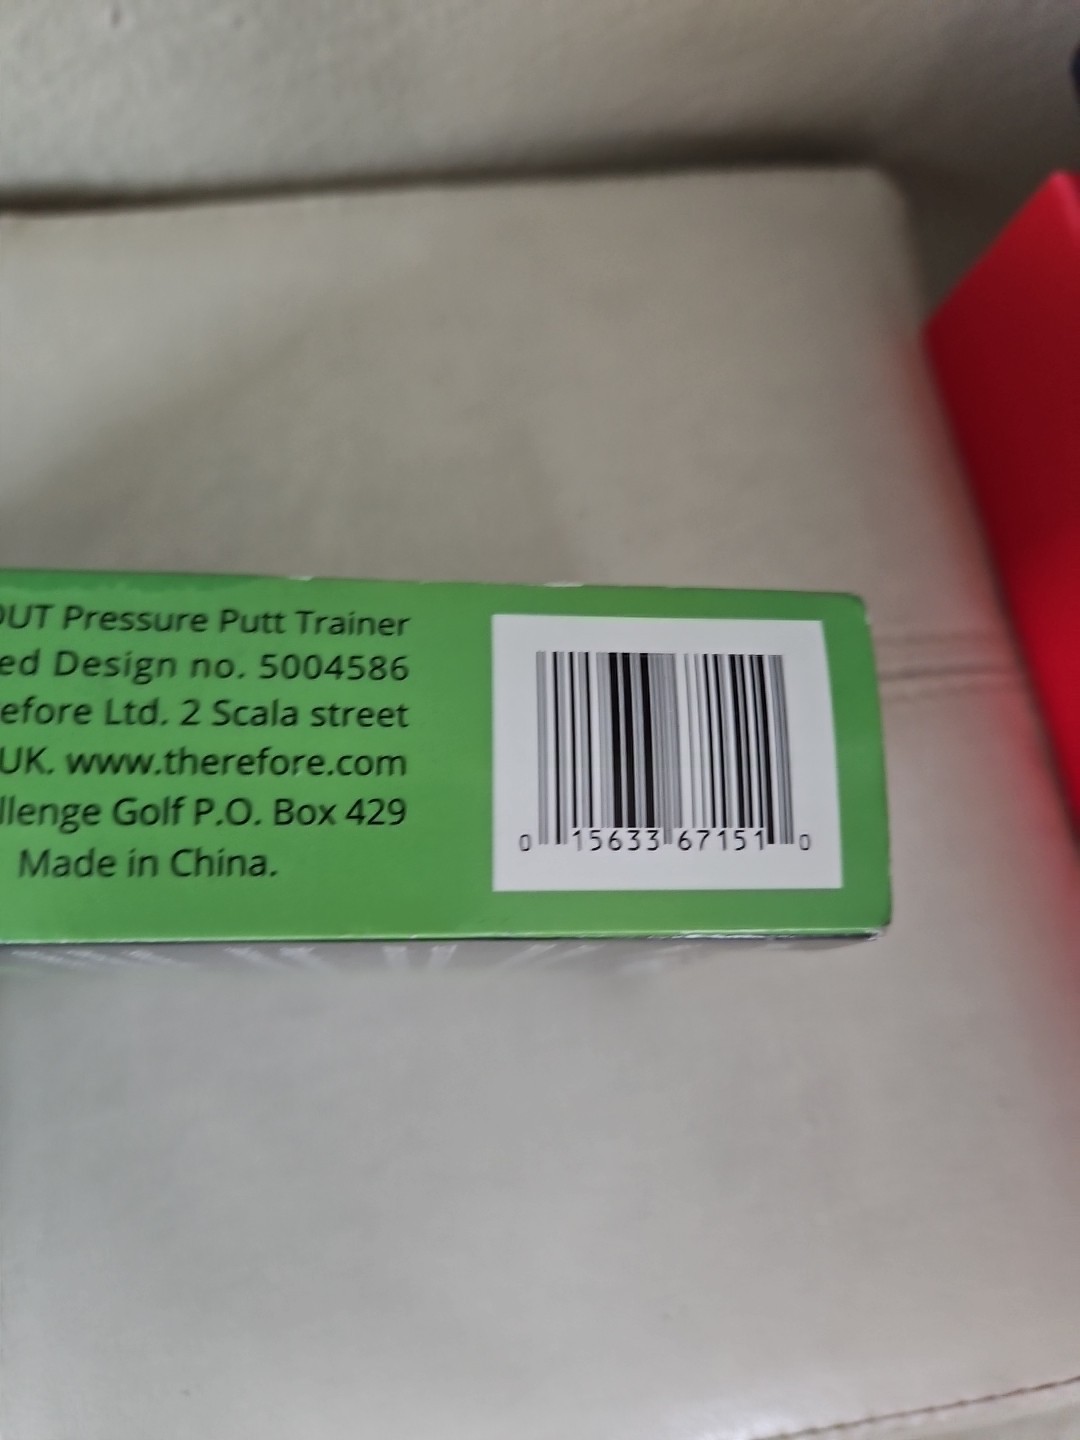 OUT Pressure Putt Trainer
ed Design no. 5004586
efore Ltd. 2 Scala street
UK. www.therefore.com
llenge Golf P.O. Box 429
Made in China.
0 15633 67151 0